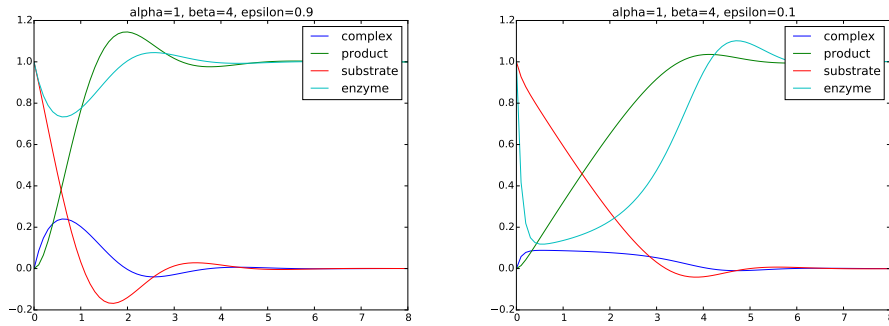 alpha=1, beta=4, epsilon=0.9
1.2
1.0
0.8
0.6
0.4
0.2
0.0
−0.2
0 1 2 3 4 5 6 7 8
complex
product
substrate
enzyme
alpha=1, beta=4, epsilon=0.1
1.2
1.0
0.8
0.6
0.4
0.2
0.0
−0.2
0 1 2 3 4 5 6 7 8
complex
product
substrate
enzyme